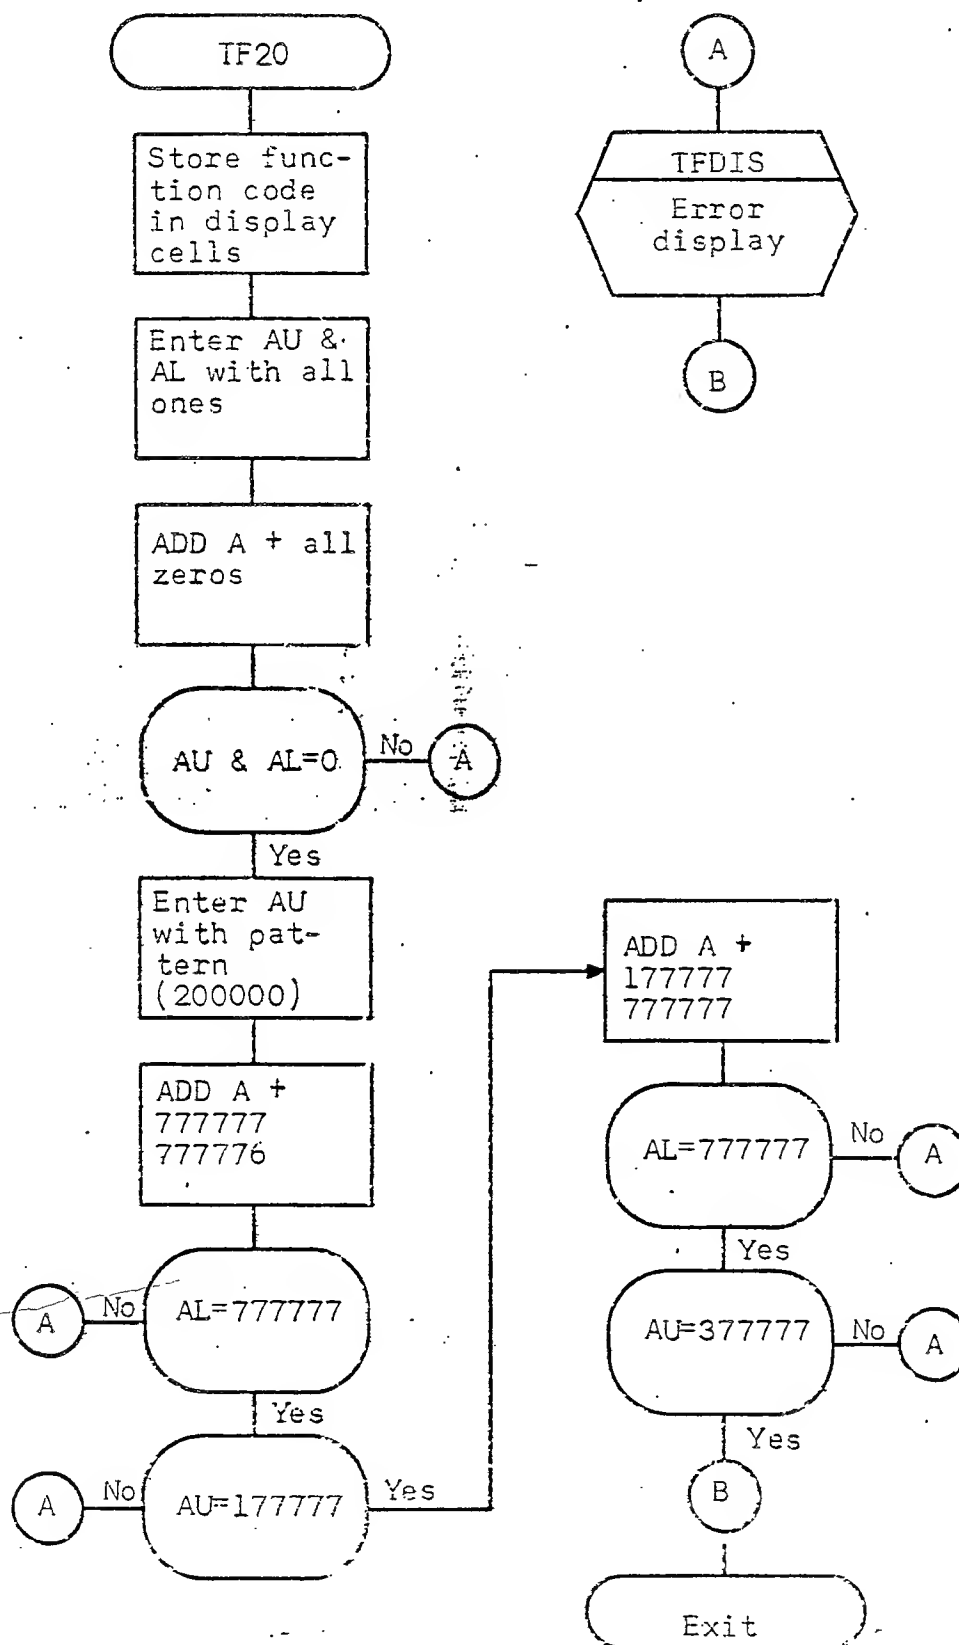 TF20
Store func-
tion code
in display
cells
Enter AU &
AL with all
ones
ADD A + all
zeros
AU & AL=0
No
A
Yes
Enter AU
with pat-
tern
(200000)
ADD A +
777777
777776
AL=777777
No
A
Yes
AU=177777
No
A
Yes
A
TFDIS
Error
display
B
ADD A +
177777
777777
AL=777777
No
A
Yes
AU=377777
No
A
Yes
B
Exit